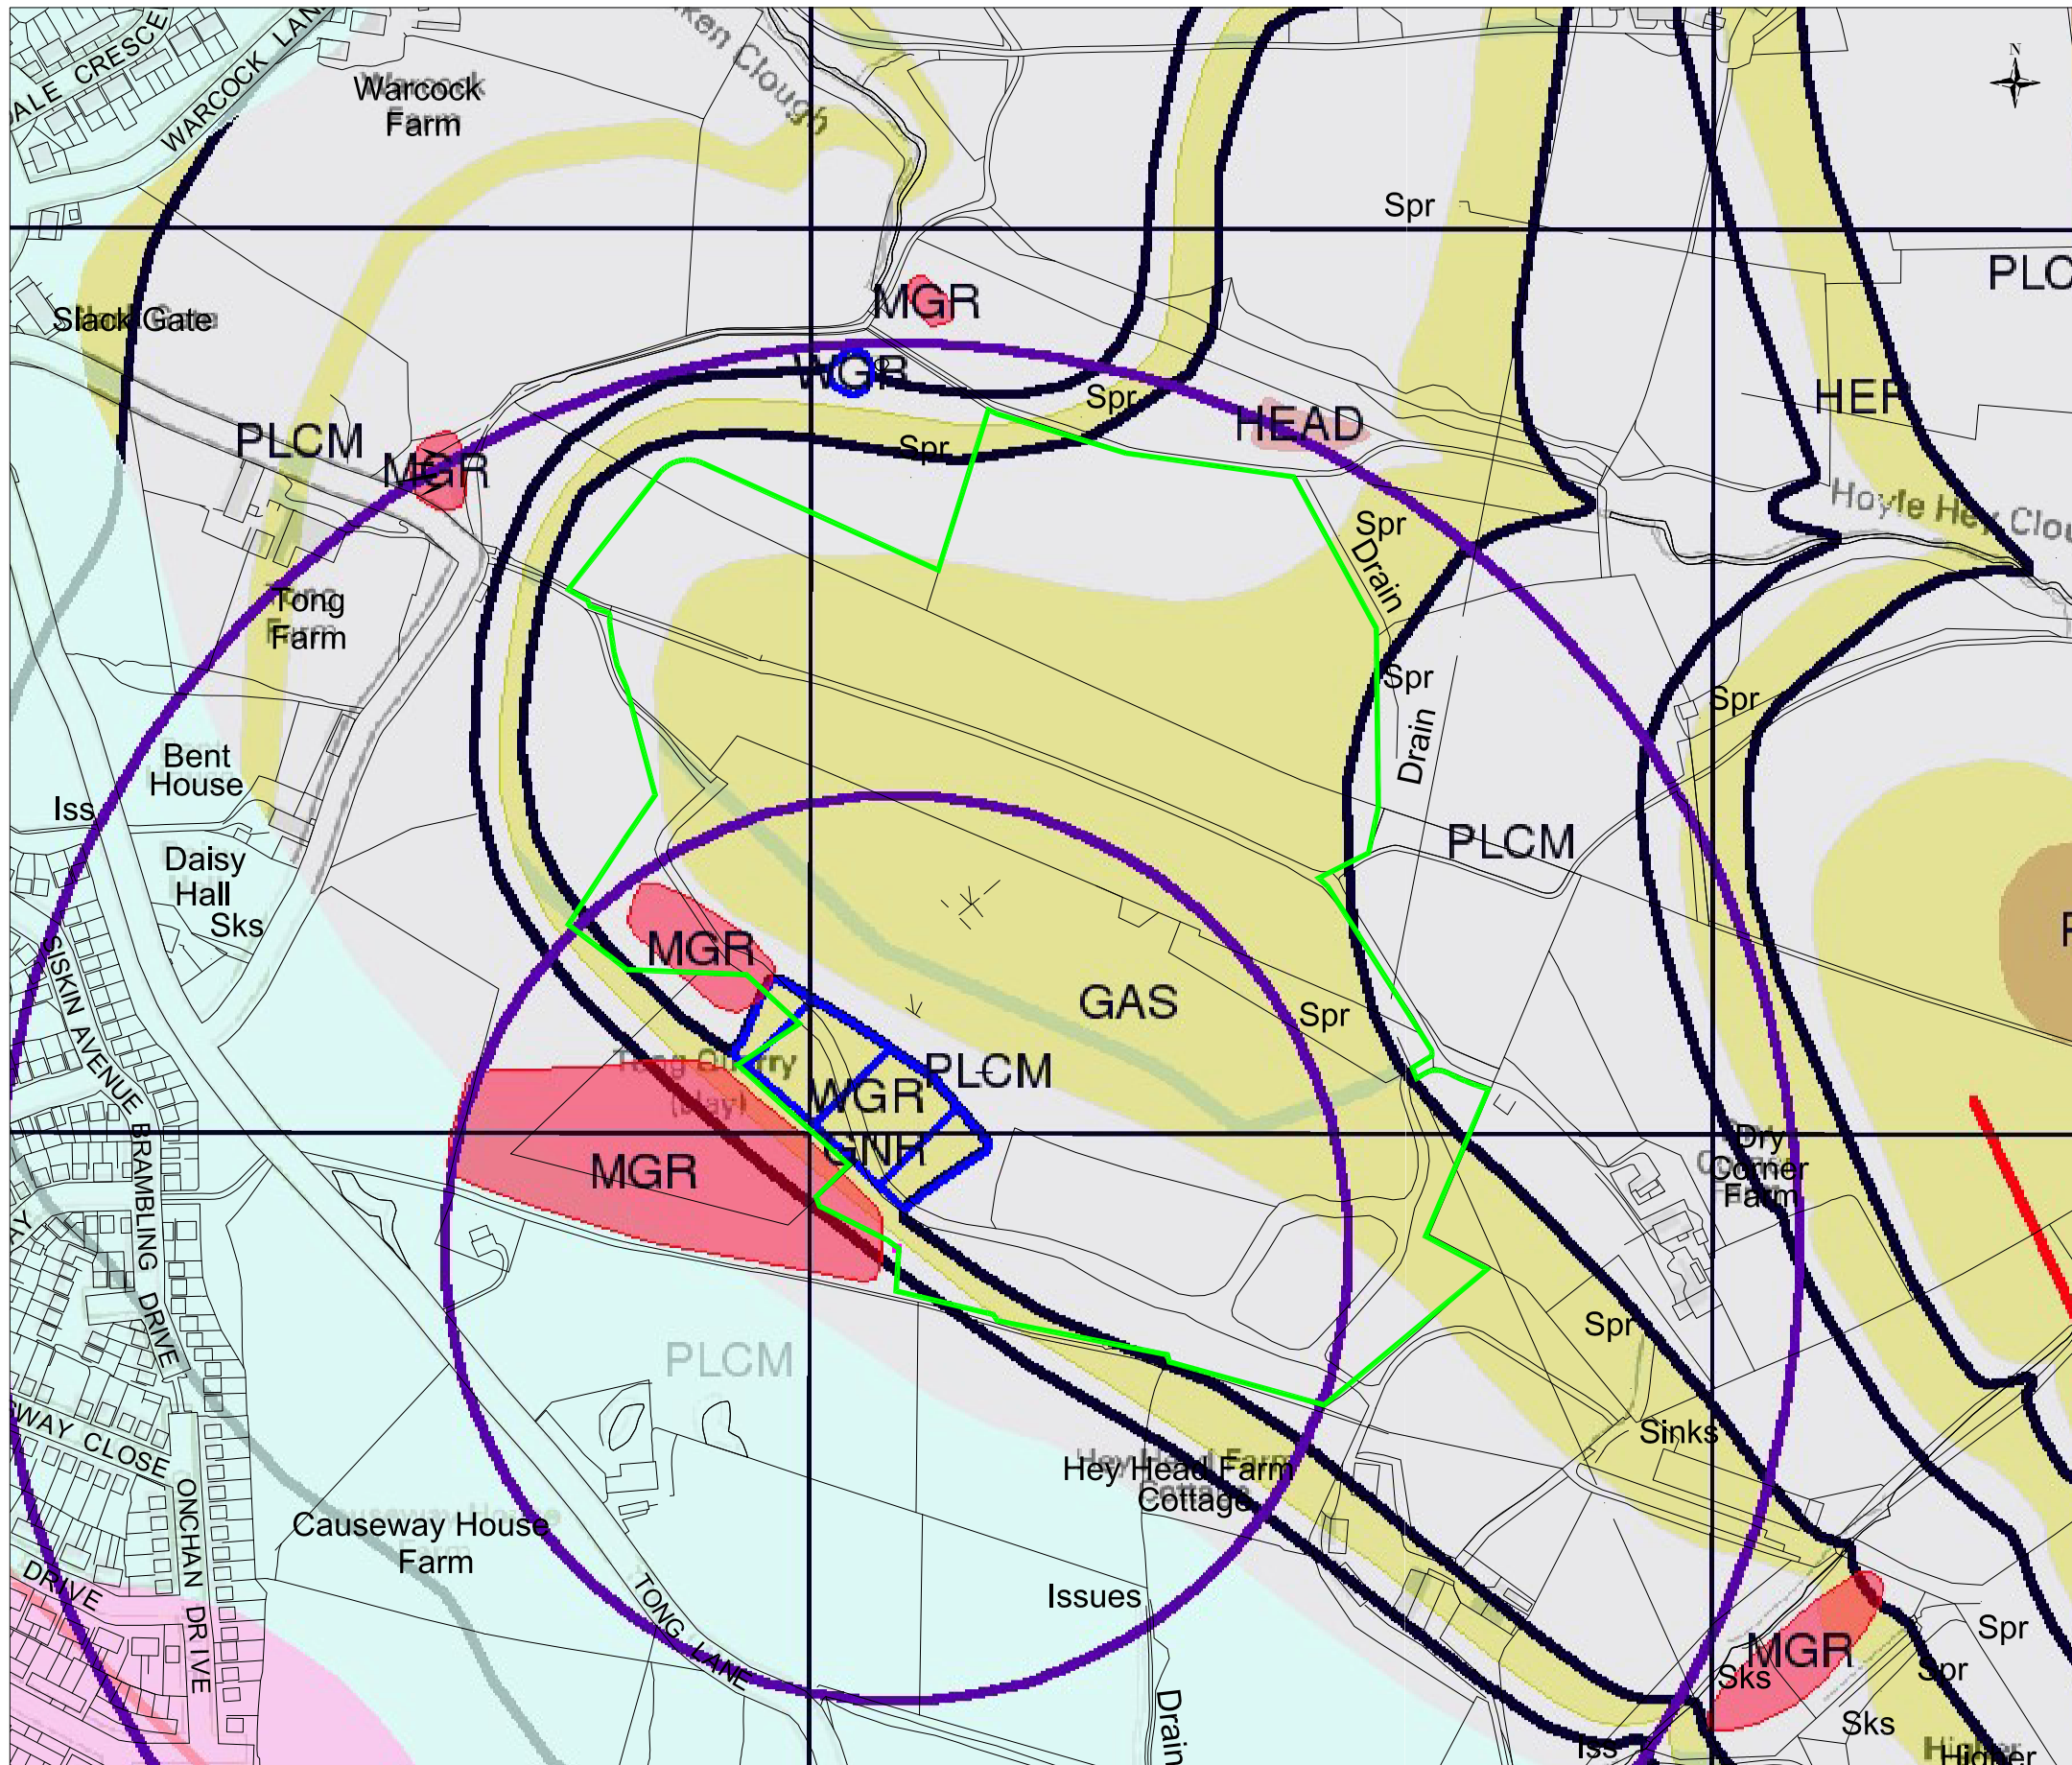 DALE CRESCE
WARCOCK LANE
ken Clough
N
Warcock
Farm
Spr
PLC
MGR
Slack Gate
WGR
HER
Spr
HEAD
PLCM
MGR
Spr
Hoyle Hey Clou
Spr
Drain
Tong
Farm
Spr
Spr
Drain
Bent
House
Iss
PLCM
Daisy
Hall
Sks
MGR
SISKIN AVENUE
GAS
Spr
Tong Quarry
(clay)
PLCM
WGR
GNH
BRAMBLING DRIVE
Dry
Corner
Farm
MGR
Spr
PLCM
WAY CLOSE
Sinks
Hey Head Farm
Cottage
ONCHAN DRIVE
Causeway House
Farm
DRIVE
TONG LANE
Issues
Spr
MGR
Spr
Sks
Sks
Drain
Iss
Higher